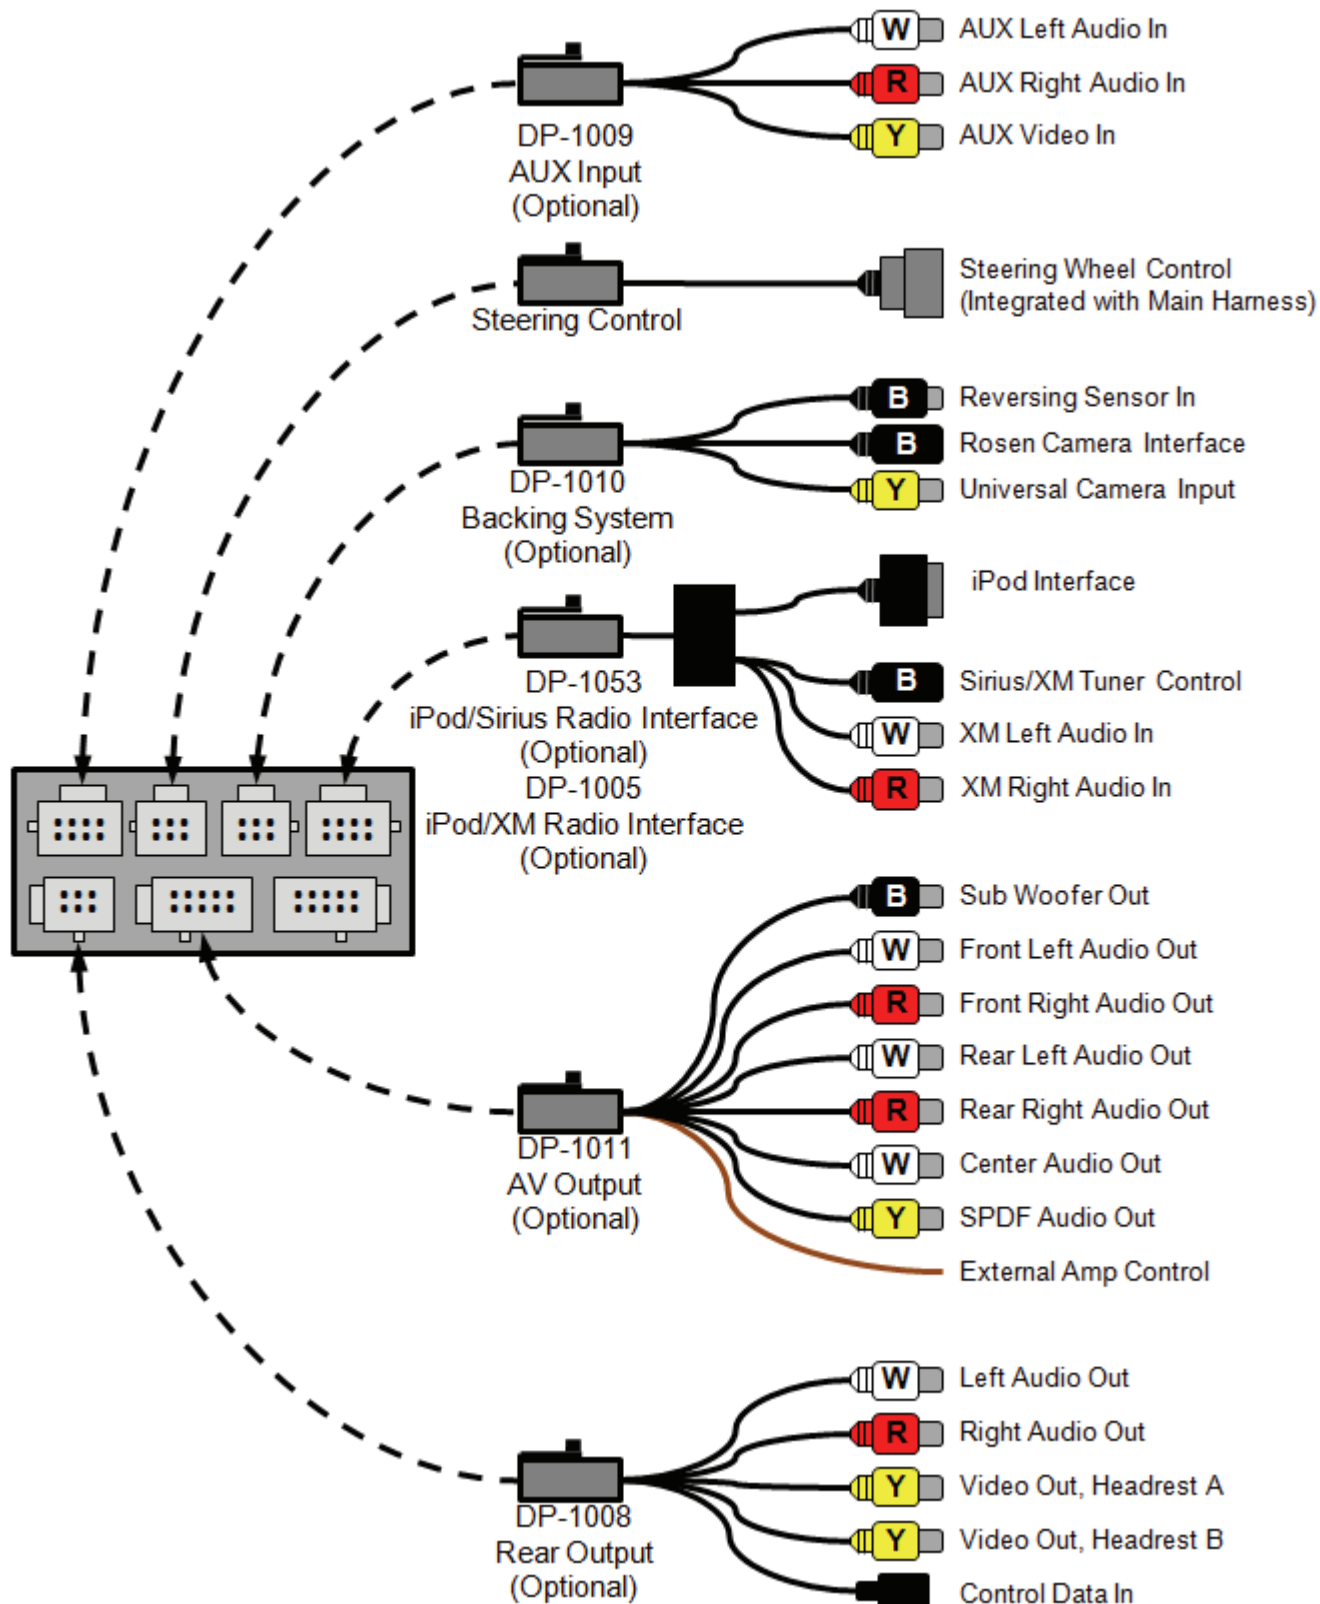 W AUX Left Audio In
R AUX Right Audio In
Y AUX Video In
DP-1009
AUX Input
(Optional)
Steering Wheel Control
(Integrated with Main Harness)
Steering Control
B Reversing Sensor In
B Rosen Camera Interface
Y Universal Camera Input
DP-1010
Backing System
(Optional)
iPod Interface
B Sirius/XM Tuner Control
W XM Left Audio In
R XM Right Audio In
DP-1053
iPod/Sirius Radio Interface
(Optional)
DP-1005
iPod/XM Radio Interface
(Optional)
B Sub Woofer Out
W Front Left Audio Out
R Front Right Audio Out
W Rear Left Audio Out
R Rear Right Audio Out
W Center Audio Out
Y SPDF Audio Out
External Amp Control
DP-1011
AV Output
(Optional)
W Left Audio Out
R Right Audio Out
Y Video Out, Headrest A
Y Video Out, Headrest B
Control Data In
DP-1008
Rear Output
(Optional)